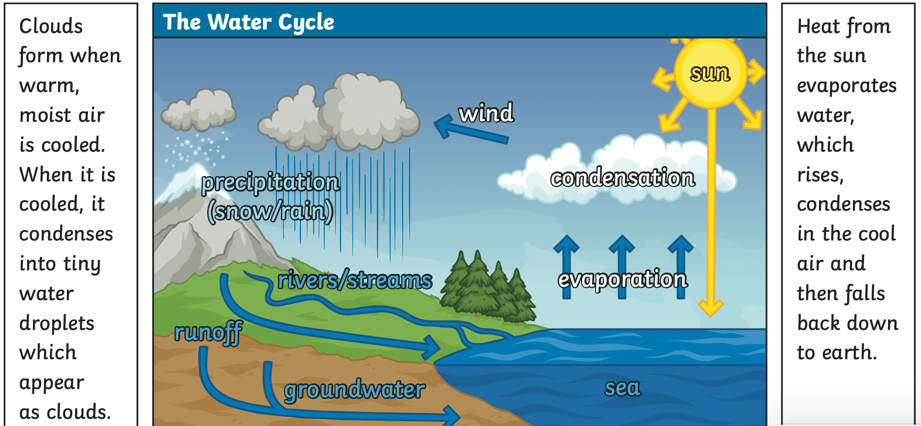 Clouds
form when
warm,
moist air
is cooled.
When it is
cooled, it
condenses
into tiny
water
droplets
which
appear
as clouds.
The Water Cycle
sun
wind
condensation
precipitation
(snow/rain)
evaporation
rivers/streams
runoff
groundwater
sea
Heat from
the sun
evaporates
water,
which
rises,
condenses
in the cool
air and
then falls
back down
to earth.